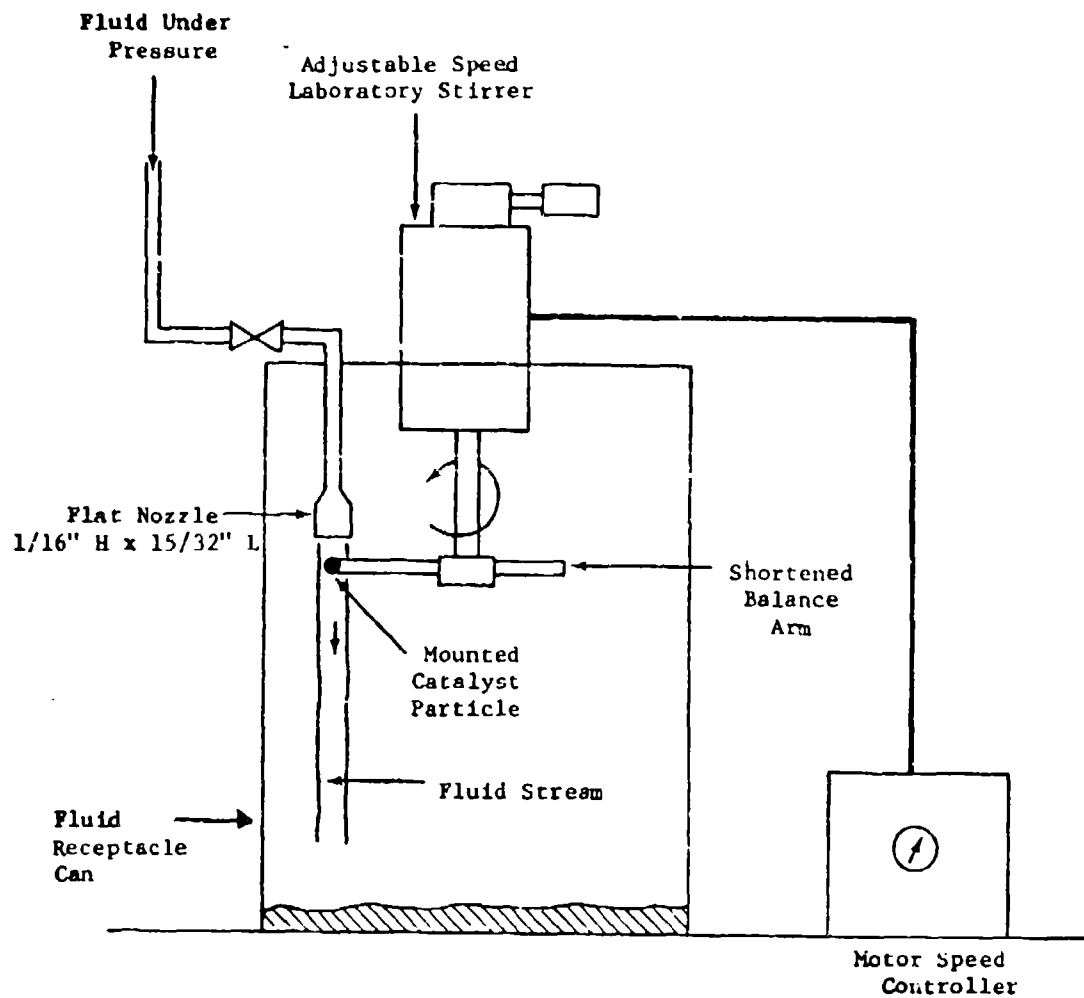 Fluid Under
Pressure
Adjustable Speed
Laboratory Stirrer
Flat Nozzle
1/16" H x 15/32" L
Shortened
Balance
Arm
Mounted
Catalyst
Particle
Fluid Stream
Fluid
Receptacle
Can
Motor Speed
Controller